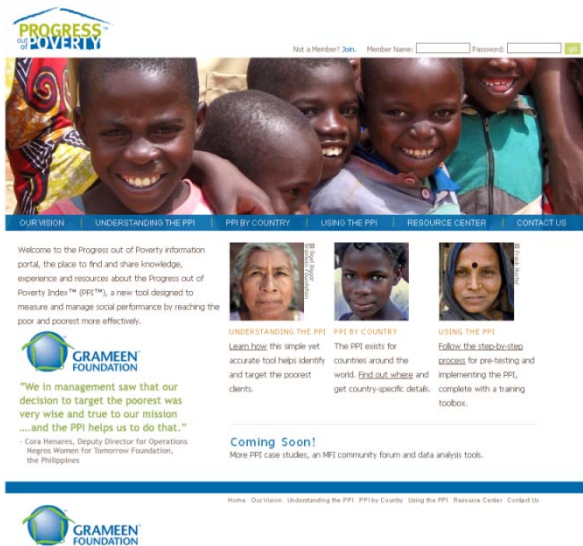 PROGRESS™
out of POVERTY
Not a Member? Join. Member Name: Password: go
OUR VISION | UNDERSTANDING THE PPI | PPI BY COUNTRY | USING THE PPI | RESOURCE CENTER | CONTACT US
Welcome to the Progress out of Poverty information
portal, the place to find and share knowledge,
experience and resources about the Progress out of
Poverty Index™ (PPI™), a new tool designed to
measure and manage social performance by reaching the
poor and poorest more effectively.
GRAMEEN
FOUNDATION
"We in management saw that our
decision to target the poorest was
very wise and true to our mission
....and the PPI helps us to do that."
- Cora Henares, Deputy Director for Operations
Negros Women for Tomorrow Foundation,
the Philippines
UNDERSTANDING THE PPI
Learn how this simple yet
accurate tool helps identify
and target the poorest
clients.
PPI BY COUNTRY
The PPI exists for
countries around the
world. Find out where and
get country-specific details.
USING THE PPI
Follow the step-by-step
process for pre-testing and
implementing the PPI,
complete with a training
toolbox.
Coming Soon!
More PPI case studies, an MFI community forum and data analysis tools.
Home Our Vision Understanding the PPI PPI by Country Using the PPI Resource Center Contact Us
GRAMEEN
FOUNDATION